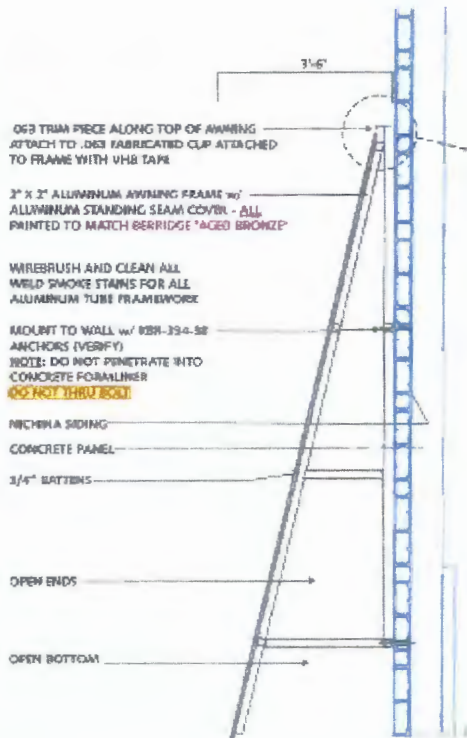 3'-6"
.063 TRIM PIECE ALONG TOP OF AWNING
ATTACH TO .063 FABRICATED CLIP ATTACHED
TO FRAME WITH VHB TAPE
2" X 2" ALUMINUM AWNING FRAME w/
ALUMINUM STANDING SEAM COVER - ALL
PAINTED TO MATCH BERRIDGE "AGED BRONZE"
WIREBRUSH AND CLEAN ALL
WELD SMOKE STAINS FOR ALL
ALUMINUM TUBE FRAMEWORK
MOUNT TO WALL w/
ANCHORS (VERIFY)
NOTE: DO NOT PENETRATE INTO
CONCRETE FORMLINER
DO NOT THRU BOLT
NICHIHA SIDING
CONCRETE PANEL
3/4" BATTENS
OPEN ENDS
OPEN BOTTOM